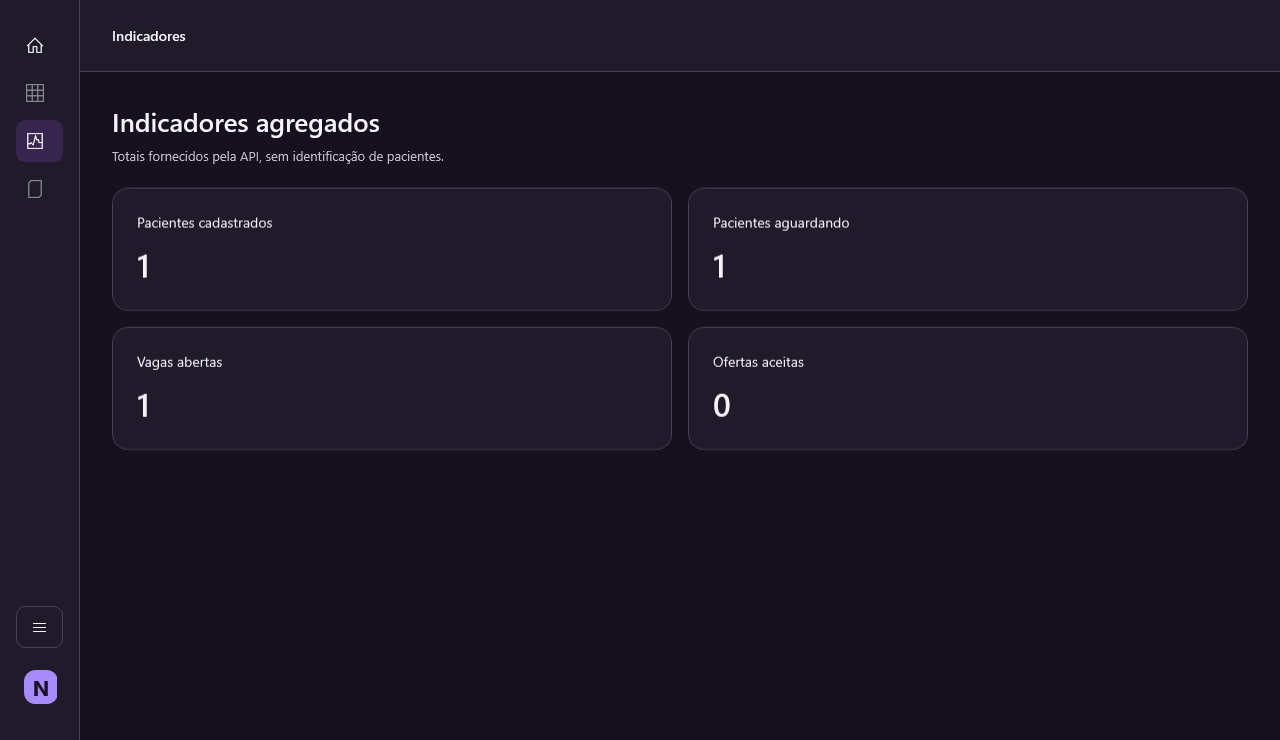 Indicadores
Indicadores agregados
Totais fornecidos pela API, sem identificação de pacientes.
Pacientes cadastrados
1
Pacientes aguardando
1
Vagas abertas
1
Ofertas aceitas
0
N